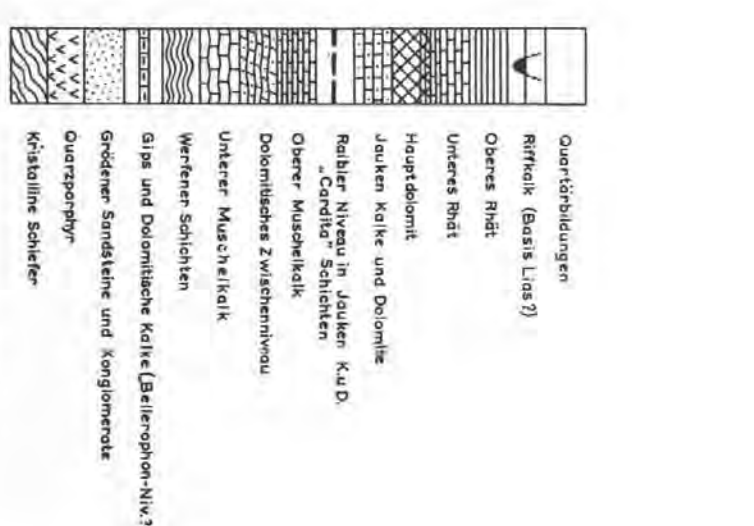 Quartärbildungen
Riffkalk (Basis Lias?)
Oberes Rhät
Unteres Rhät
Hauptdolomit
Jauken Kalke und Dolomite
Raibler Niveau in Jauken K.u D.
„Cardita" Schichten
Oberer Muschelkalk
Dolomitisches Zwischenniveau
Unterer Muschelkalk
Werfener Schichten
Gips und Dolomitische Kalke (Bellerophon-Niv.?
Grödener Sandsteine und Konglomerate
Quarzporphyr
Kristalline Schiefer